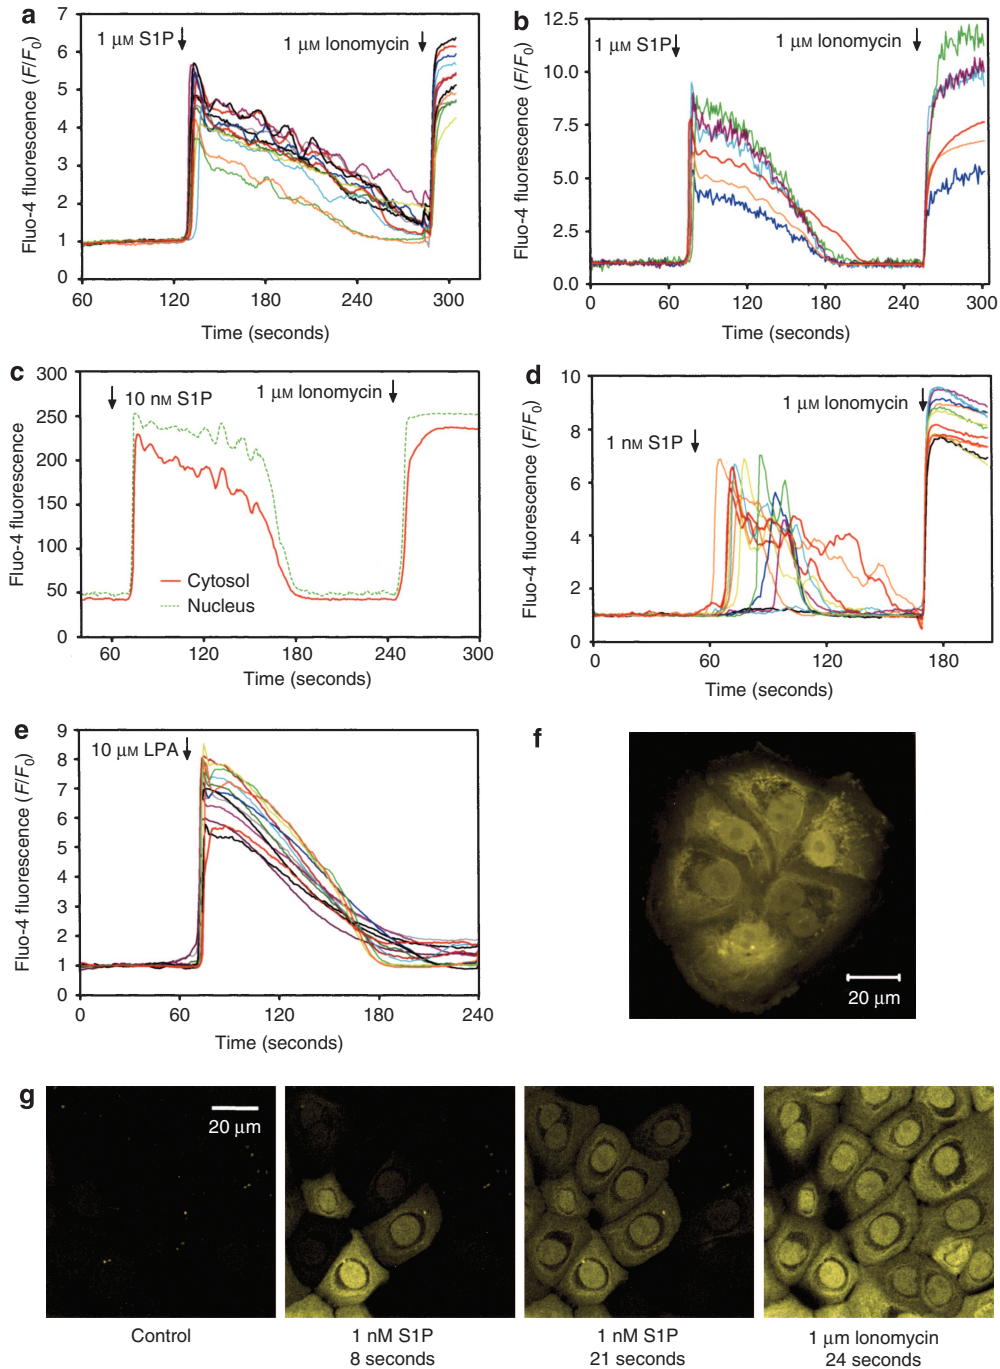 a
1 μM S1P
1 μM Ionomycin
Fluo-4 fluorescence (F/F0)
7
6
5
4
3
2
1
0
60 120 180 240 300
Time (seconds)
b
1 μM S1P
1 μM Ionomycin
Fluo-4 fluorescence (F/F0)
12.5
10.0
7.5
5.0
2.5
0.0
0 60 120 180 240 300
Time (seconds)
c
10 nM S1P
1 μM Ionomycin
Fluo-4 fluorescence
300
250
200
150
100
50
0
Cytosol
Nucleus
60 120 180 240 300
Time (seconds)
d
1 nM S1P
1 μM Ionomycin
Fluo-4 fluorescence (F/F0)
10
8
6
4
2
0
0 60 120 180
Time (seconds)
e
10 μM LPA
Fluo-4 fluorescence (F/F0)
9
8
7
6
5
4
3
2
1
0
0 60 120 180 240
Time (seconds)
f
20 μm
g
20 μm
Control
1 nM S1P
8 seconds
1 nM S1P
21 seconds
1 μm Ionomycin
24 seconds